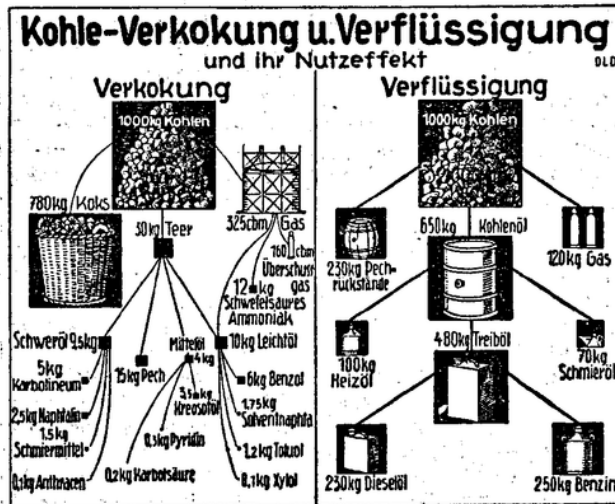 Kohle-Verkokung u. Verflüssigung
und ihr Nutzeffekt
DLD
Verkokung
1000kg Kohlen
780kg Koks
30kg Teer
325cbm Gas
160 cbm
Überschuss
gas
12 kg
Schwefelsaures
Ammoniak
Schweröl 9,5kg
Mittelöl
4kg
10kg Leichtöl
5kg
Karbolineum
15kg Pech
6kg Benzol
2,5kg Naphtalin
3,5kg
Kreosotöl
1,75kg
Solventnaphta
1,5kg
Schmiermittel
0,3kg Pyridin
1,2kg Toluol
0,1kg Anthracen
0,2kg Karbolsäure
0,7kg Xylol
Verflüssigung
1000kg Kohlen
650kg Kohlenöl
230kg Pech-
rückstände
120kg Gas
100kg
Heizöl
480kg Treiböl
70kg
Schmieröl
230kg Dieselöl
250kg Benzin